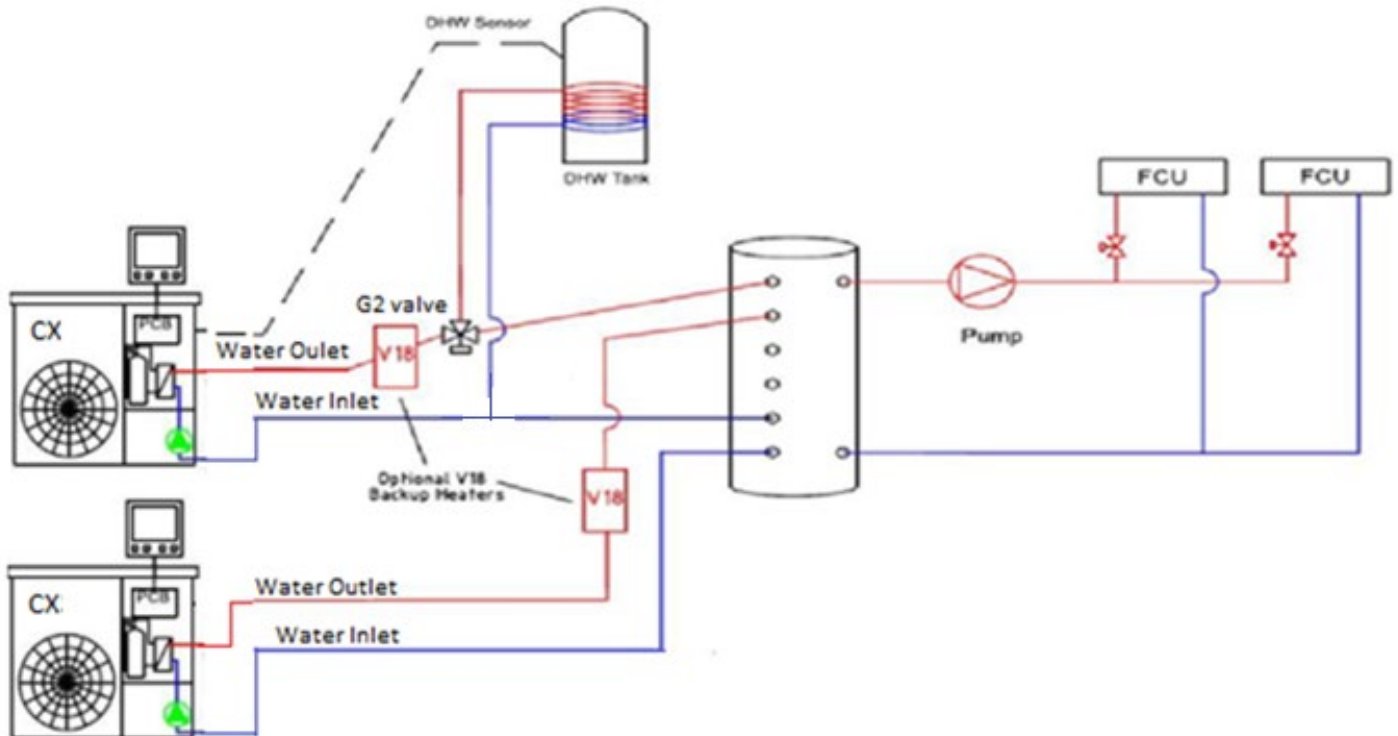 DHW Sensor
DHW Tank
FCU
FCU
G2 valve
CX
PCB
Water Oulet
V18
Pump
Water Inlet
Optional V18
Backup Heaters
V18
CX
PCB
Water Outlet
Water Inlet